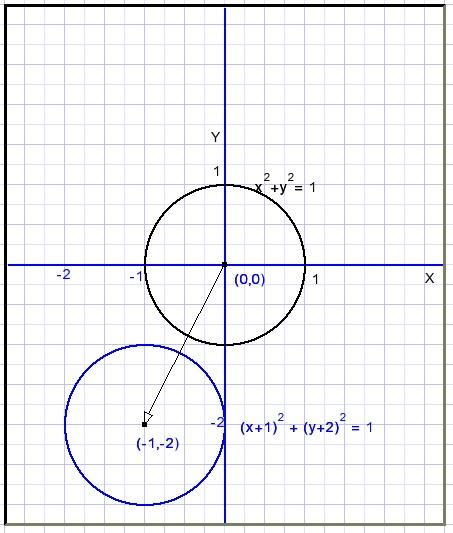 Y
1
x²+y²= 1
-2
-1
(0,0)
1
X
-2
(x+1)² + (y+2)² = 1
(-1,-2)